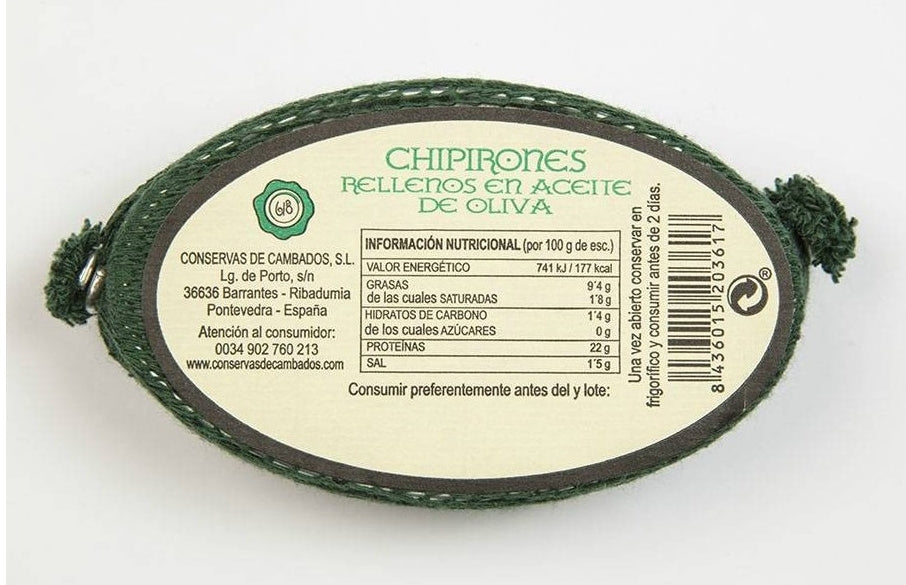 CHIPIRONES
RELLENOS EN ACEITE
DE OLIVA
CONSERVAS DE CAMBADOS, S.L.
Lg. de Porto, s/n
36636 Barrantes - Ribadumia
Pontevedra - España
Atención al consumidor:
0034 902 760 213
www.conservasdecambados.com
INFORMACIÓN NUTRICIONAL (por 100 g de esc.)
VALOR ENERGÉTICO 741 kJ / 177 kcal
GRASAS 9'4 g
de las cuales SATURADAS 1'8 g
HIDRATOS DE CARBONO 1'4 g
de los cuales AZÚCARES 0 g
PROTEÍNAS 22 g
SAL 1'5 g
Consumir preferentemente antes del y lote:
Una vez abierto conservar en
frigorífico y consumir antes de 2 días.
8 436015 203617
®